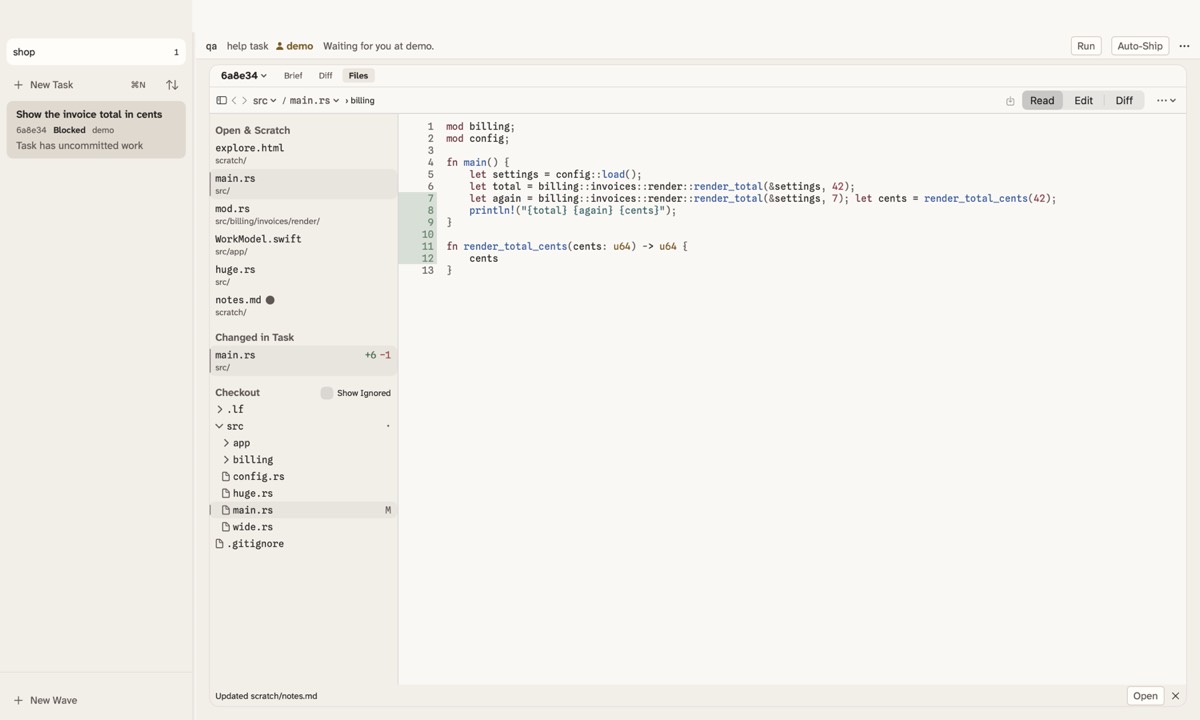 shop 1
New Task ⌘N
Show the invoice total in cents
6a8e34 Blocked demo
Task has uncommitted work
New Wave
qa help task demo Waiting for you at demo.
Run Auto-Ship ···
6a8e34 Brief Diff Files
src / main.rs › billing
Read Edit Diff ···
Open & Scratch
explore.html
scratch/
main.rs
src/
mod.rs
src/billing/invoices/render/
WorkModel.swift
src/app/
huge.rs
src/
notes.md
scratch/
Changed in Task
main.rs +6 −1
src/
Checkout Show Ignored
.lf
src ·
app
billing
config.rs
huge.rs
main.rs M
wide.rs
.gitignore
1 mod billing;
2 mod config;
3
4 fn main() {
5     let settings = config::load();
6     let total = billing::invoices::render::render_total(&settings, 42);
7     let again = billing::invoices::render::render_total(&settings, 7); let cents = render_total_cents(42);
8     println!("{total} {again} {cents}");
9 }
10
11 fn render_total_cents(cents: u64) -> u64 {
12     cents
13 }
Updated scratch/notes.md
Open